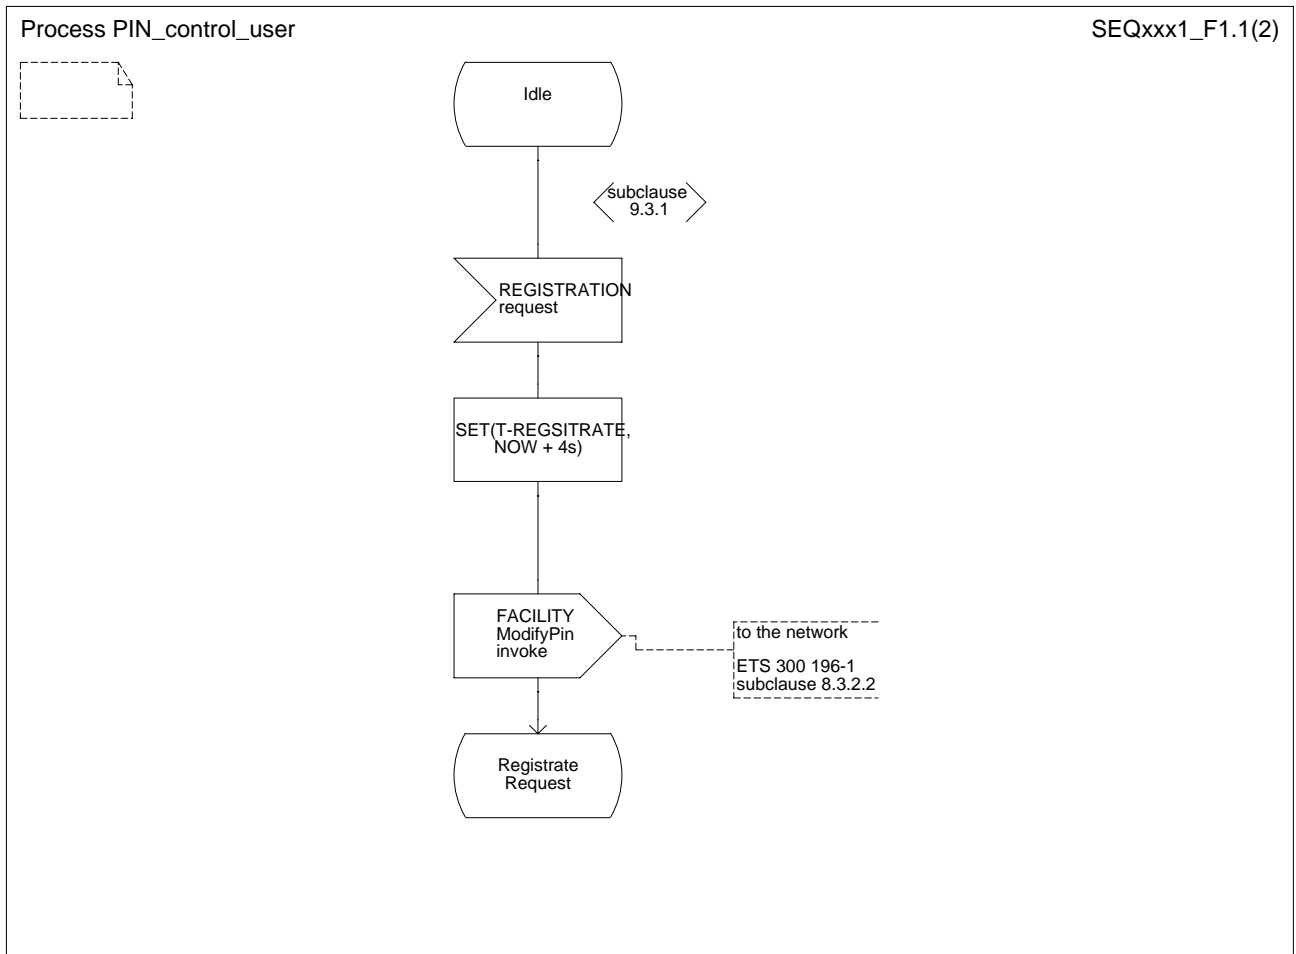 Process PIN_control_user
SEQxxx1_F1.1(2)
Idle
subclause
9.3.1
REGISTRATION
request
SET(T-REGSITRATE,
NOW + 4s)
FACILITY
ModifyPin
invoke
to the network
ETS 300 196-1
subclause 8.3.2.2
Registrate
Request